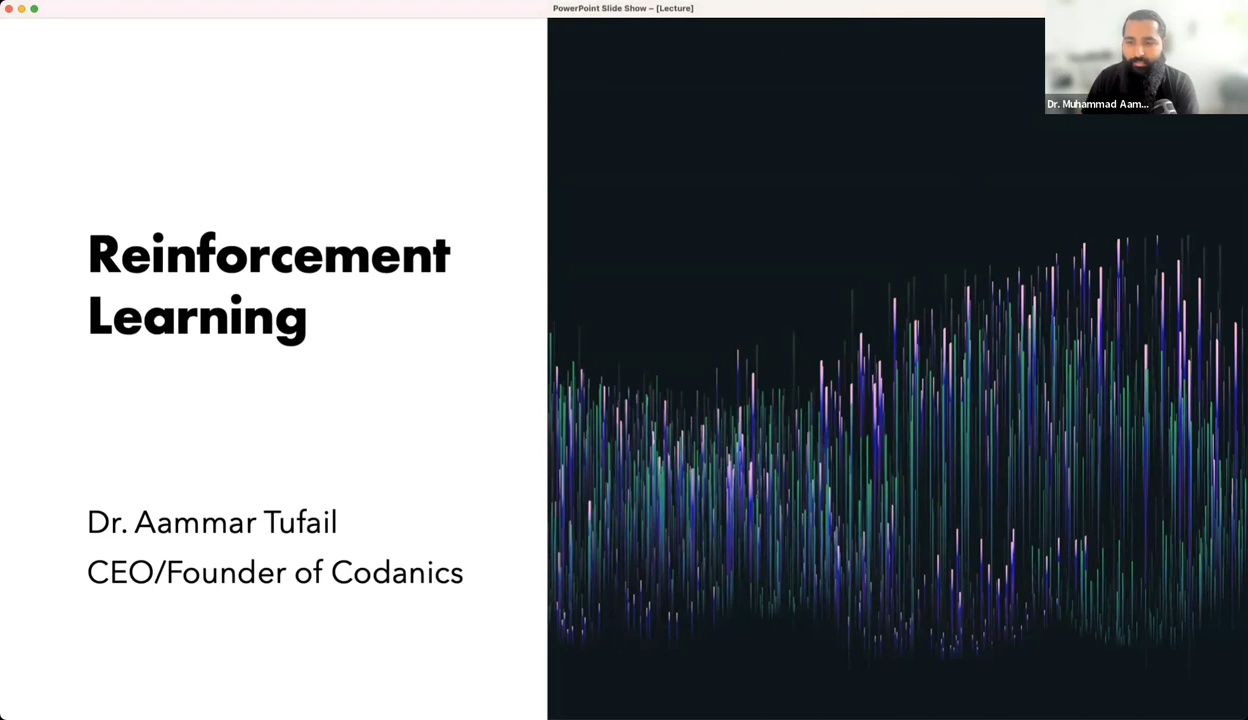 PowerPoint Slide Show – [Lecture]
Dr. Muhammad Aam...
Reinforcement
Learning
Dr. Aammar Tufail
CEO/Founder of Codanics